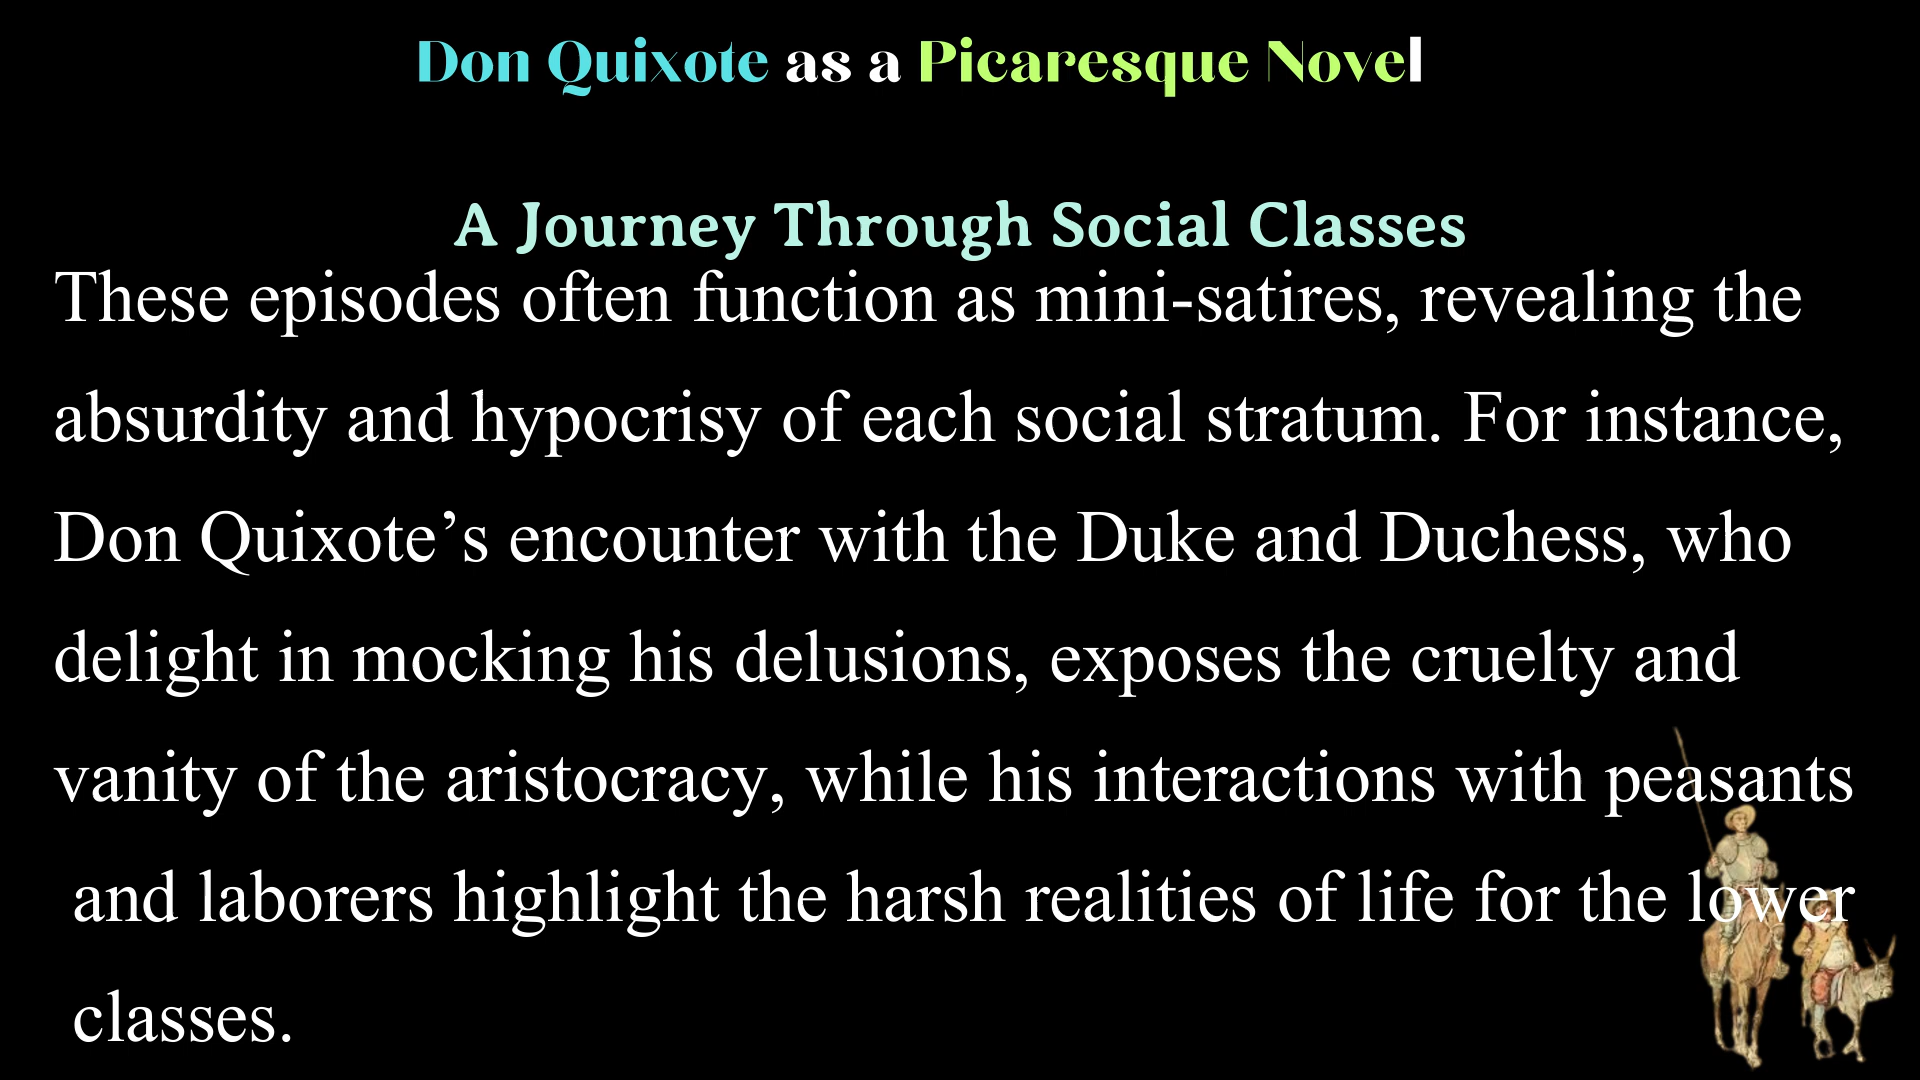 Don Quixote as a Picaresque Novel
A Journey Through Social Classes
These episodes often function as mini-satires, revealing the
absurdity and hypocrisy of each social stratum. For instance,
Don Quixote’s encounter with the Duke and Duchess, who
delight in mocking his delusions, exposes the cruelty and
vanity of the aristocracy, while his interactions with peasants
and laborers highlight the harsh realities of life for the lower
classes.